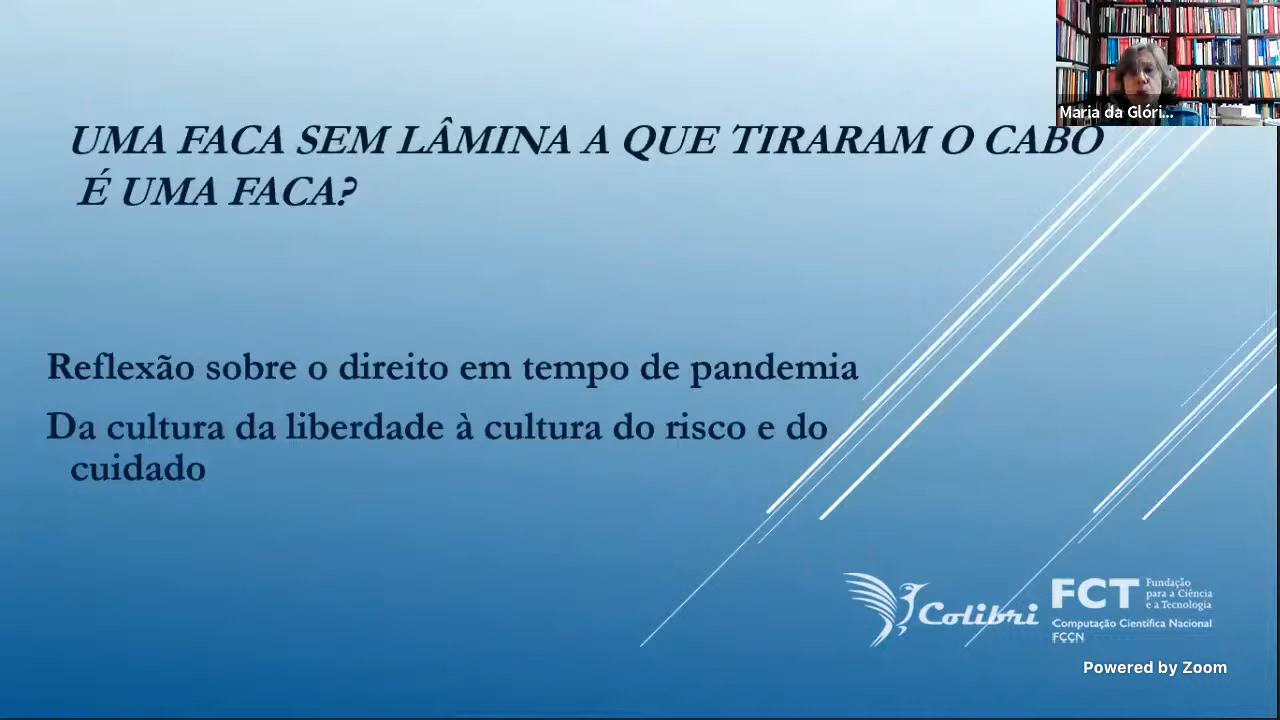 Maria da Glóri...
UMA FACA SEM LÂMINA A QUE TIRARAM O CABO
É UMA FACA?
Reflexão sobre o direito em tempo de pandemia
Da cultura da liberdade à cultura do risco e do
cuidado
Colibri
FCT
Fundação
para a Ciência
e a Tecnologia
Computação Científica Nacional
FCCN
Powered by Zoom